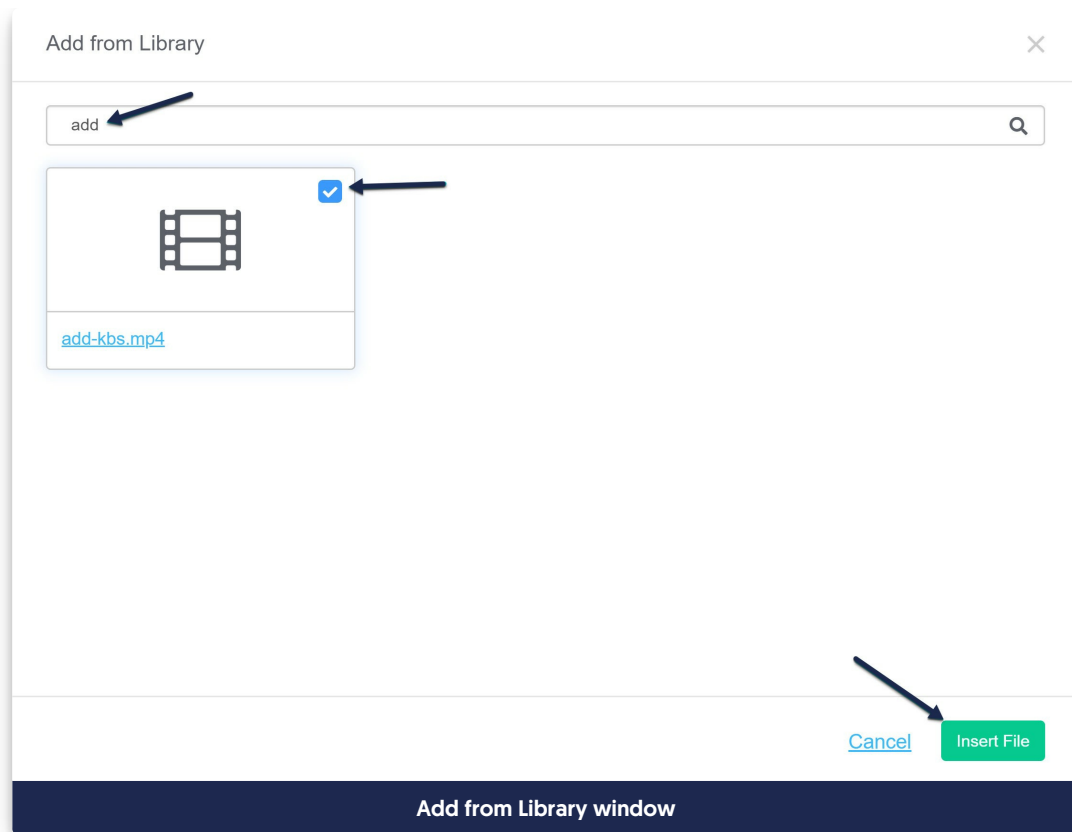 Add from Library
add
add-kbs.mp4
Cancel
Insert File
Add from Library window